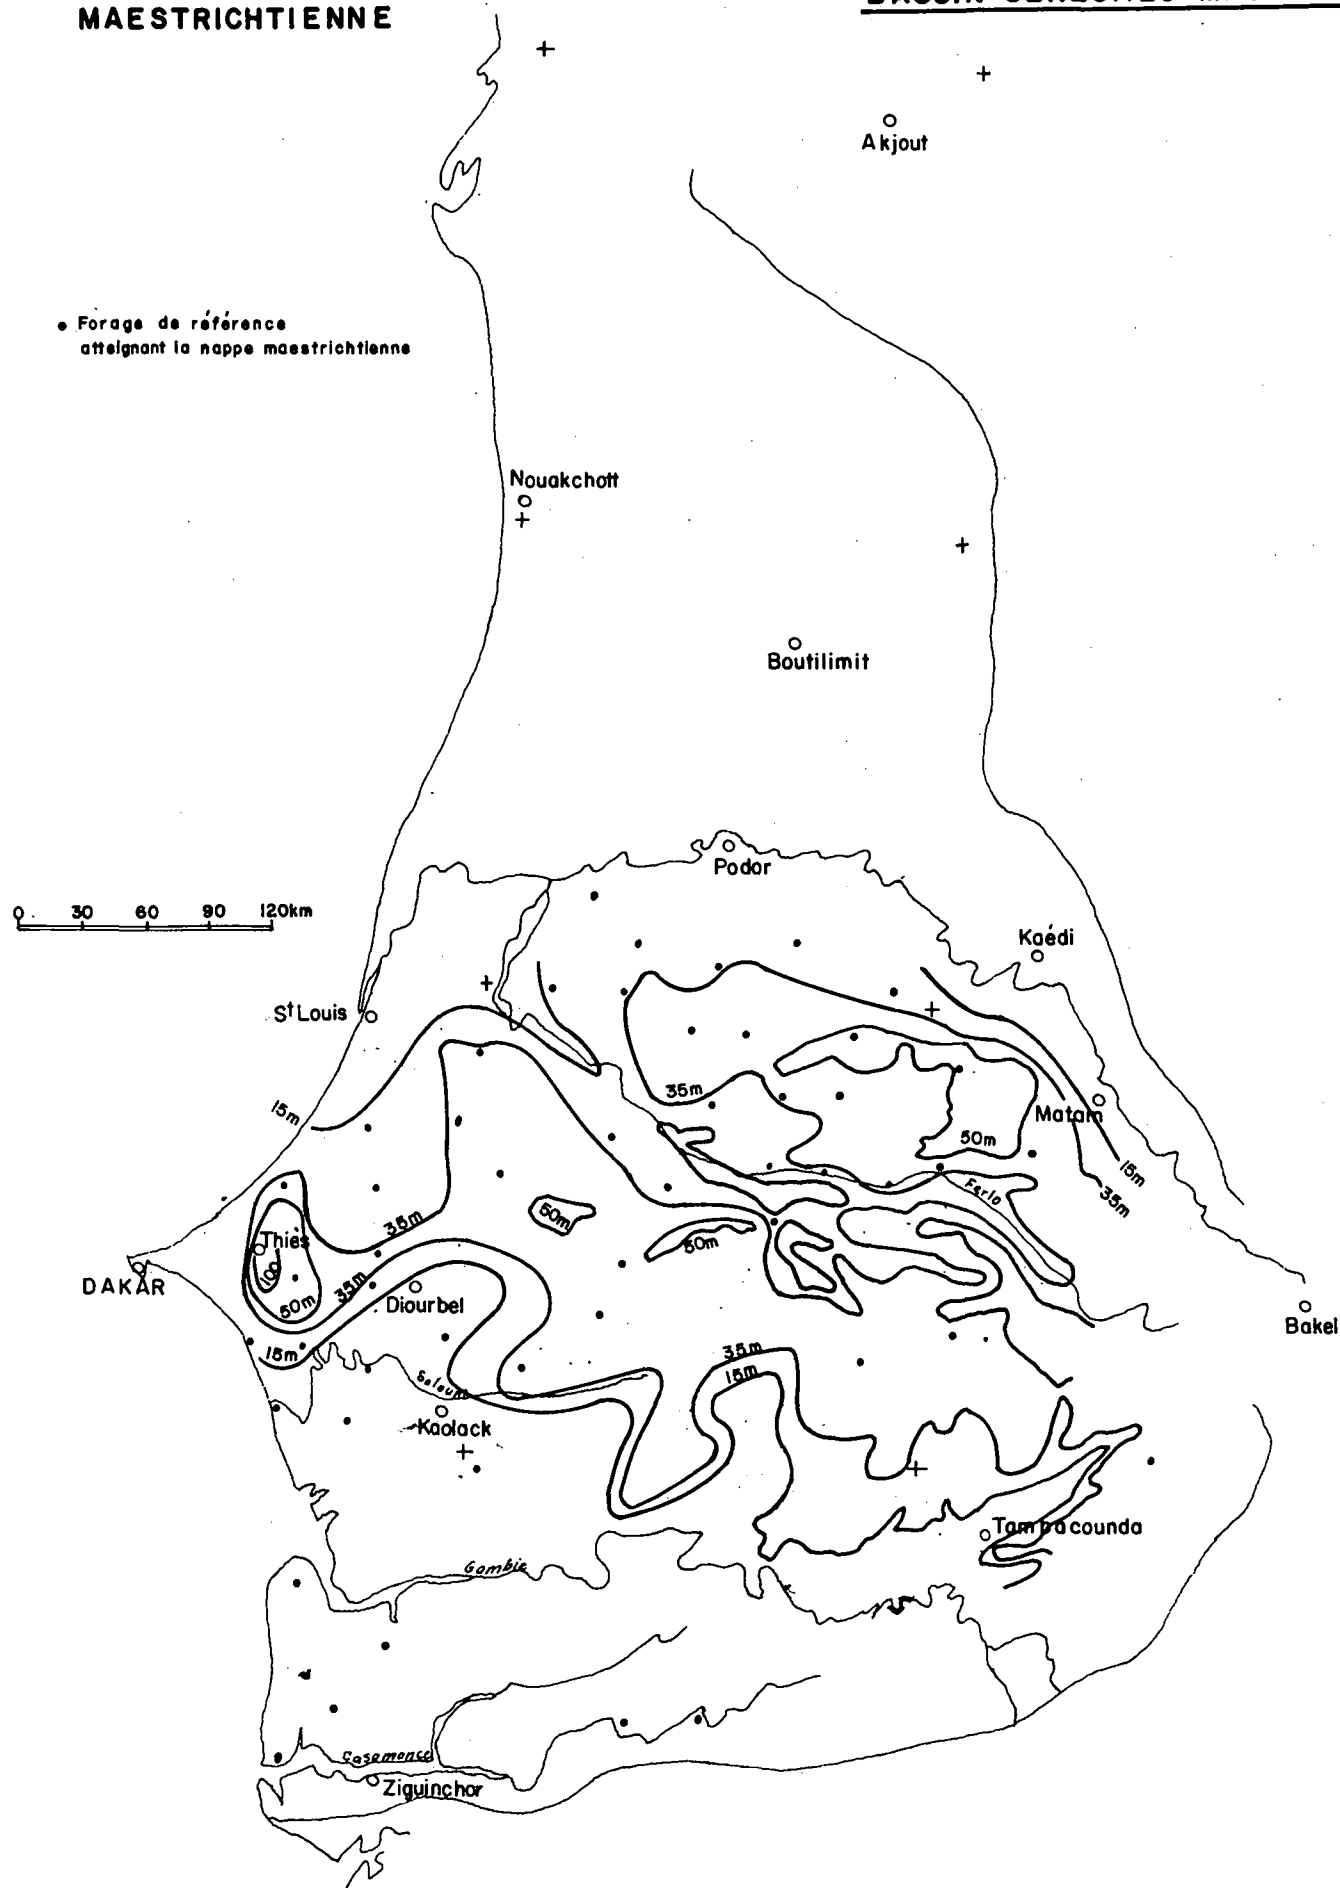 MAESTRICHTIENNE
Akjout
Forage de référence
atteignant la nappe maestrichtienne
Nouakchott
Boutilimit
Podor
0 30 60 90 120km
Kaédi
St Louis
35m
15m
Matam
50m
15m
Ferlo
35m
35m
50m
Thiès
50m
100
DAKAR
35m
50m
Diourbel
Bakel
15m
35m
15m
Saloum
Kaolack
Tambacounda
Gambie
Casamance
Ziguinchor